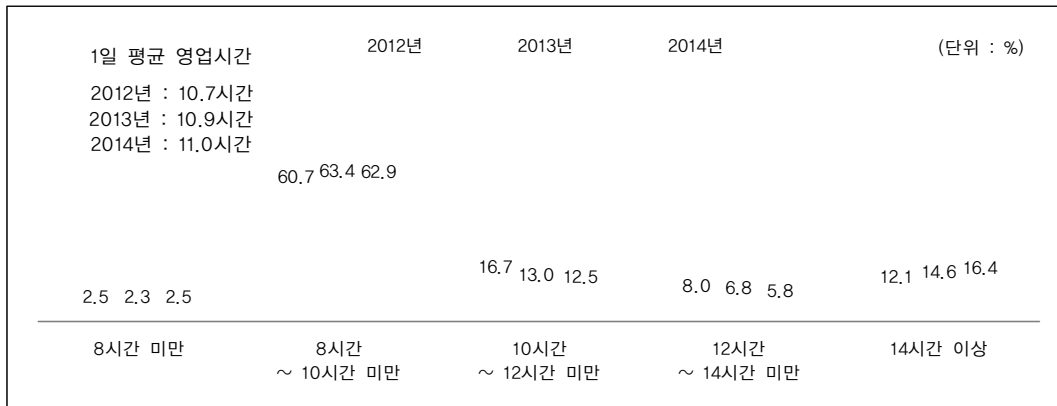 1일 평균 영업시간
2012년 : 10.7시간
2013년 : 10.9시간
2014년 : 11.0시간
2012년 2013년 2014년 (단위 : %)
60.7 63.4 62.9
16.7 13.0 12.5
12.1 14.6 16.4
8.0 6.8 5.8
2.5 2.3 2.5
8시간 미만
8시간
~ 10시간 미만
10시간
~ 12시간 미만
12시간
~ 14시간 미만
14시간 이상